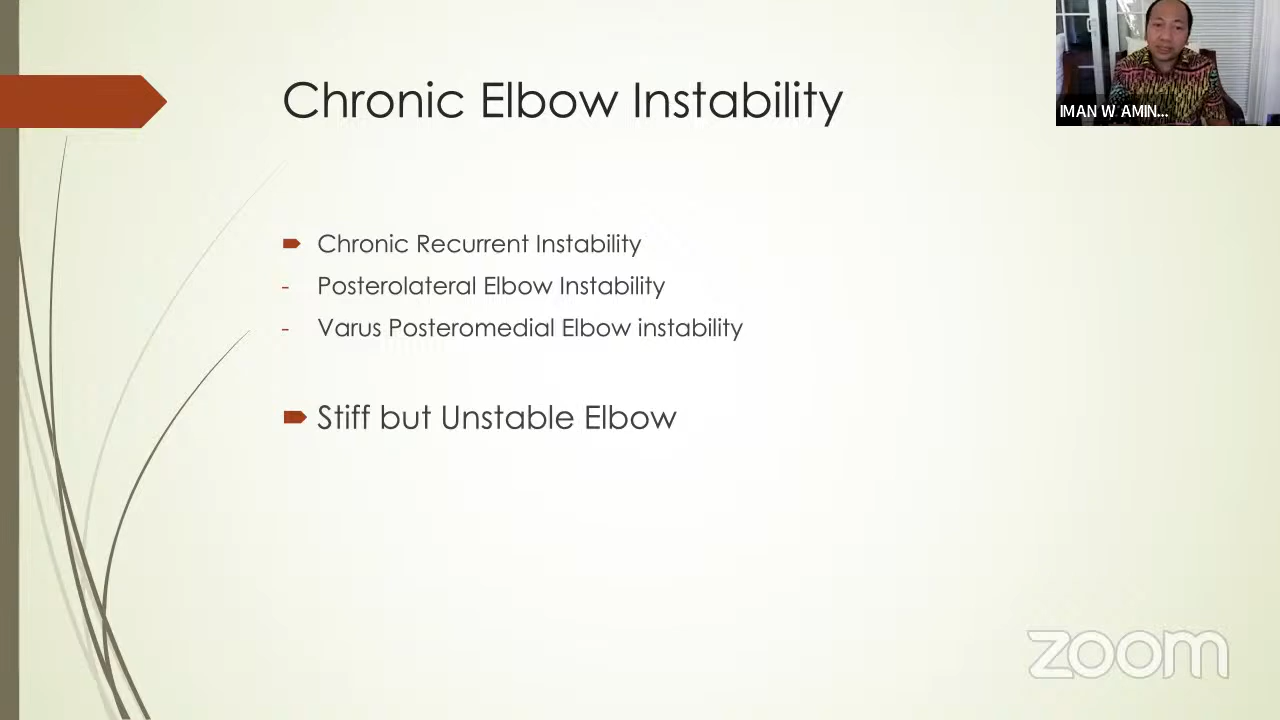 Chronic Elbow Instability
IMAN W AMIN...
Chronic Recurrent Instability
- Posterolateral Elbow Instability
- Varus Posteromedial Elbow instability
Stiff but Unstable Elbow
zoom